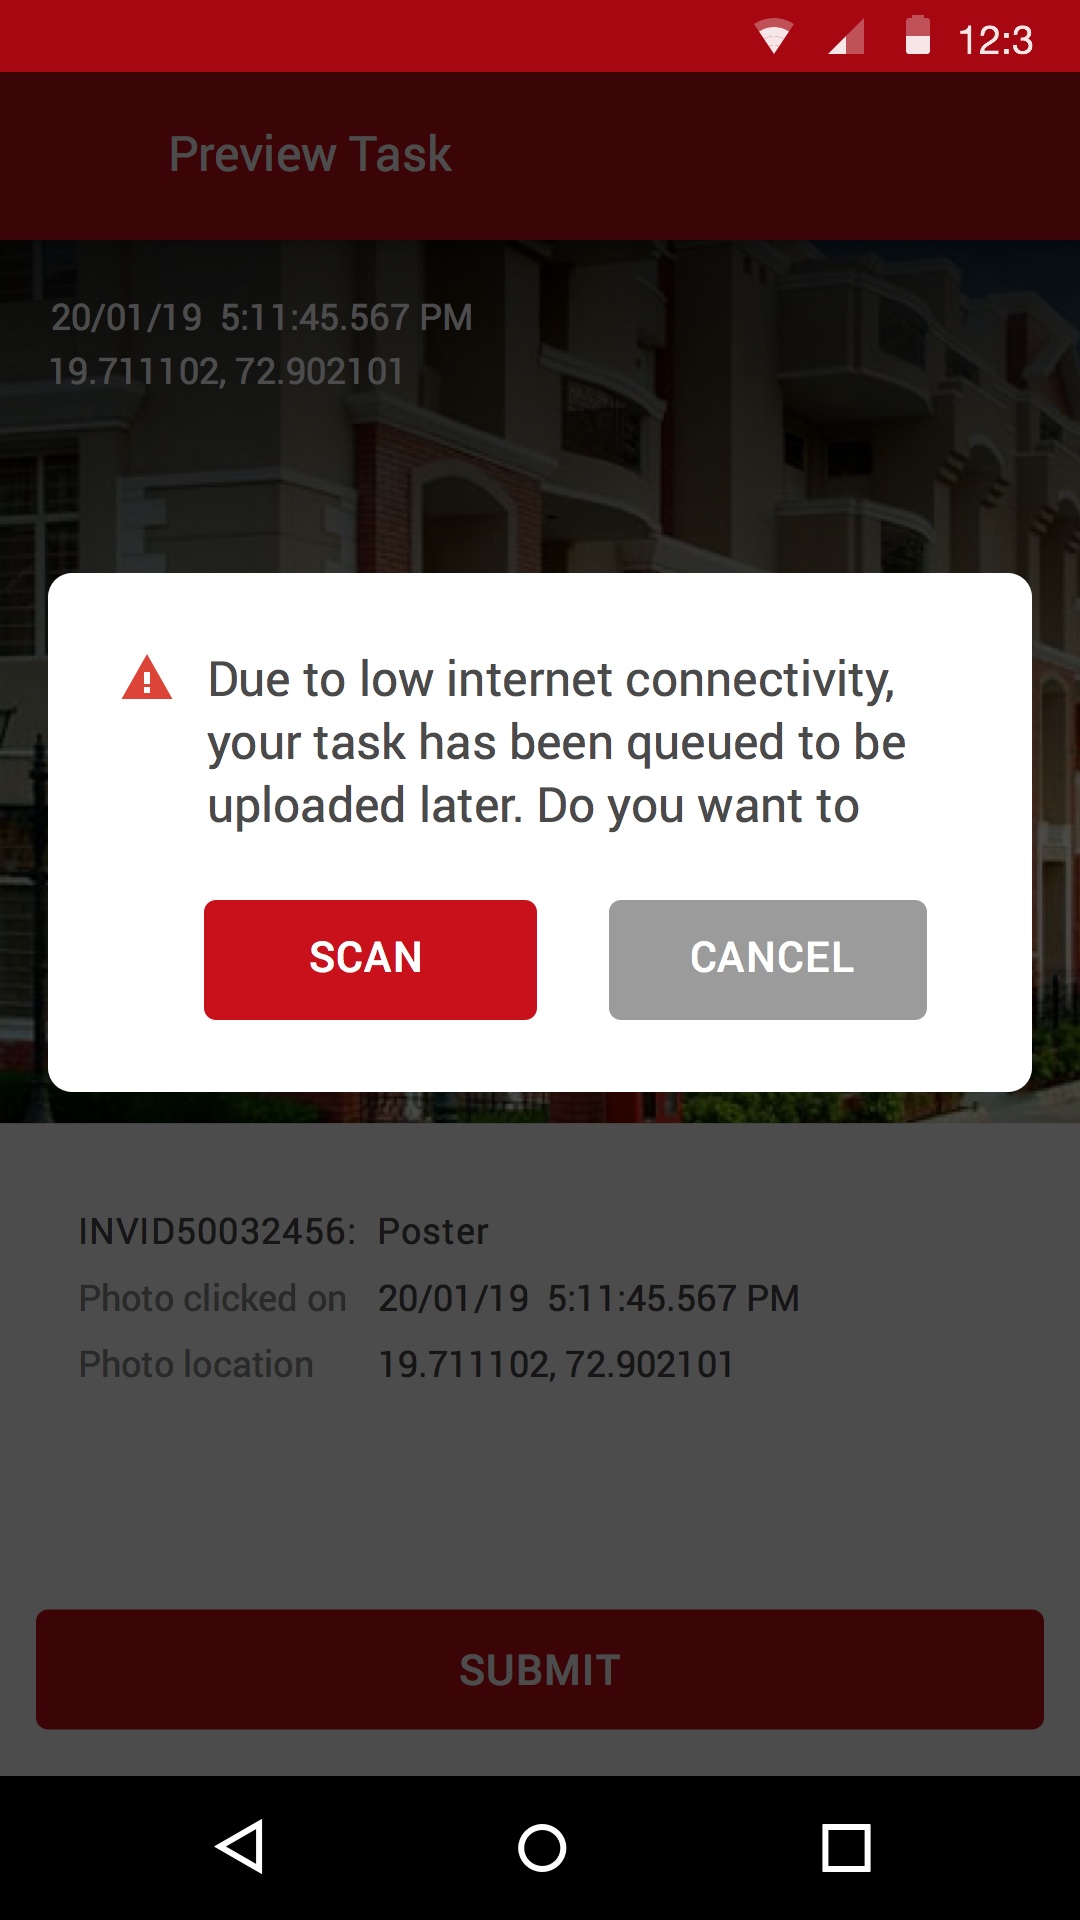 12:3
Preview Task
20/01/19  5:11:45.567 PM
19.711102, 72.902101
Due to low internet connectivity,
your task has been queued to be
uploaded later. Do you want to
SCAN
CANCEL
INVID50032456:  Poster
Photo clicked on  20/01/19  5:11:45.567 PM
Photo location  19.711102, 72.902101
SUBMIT